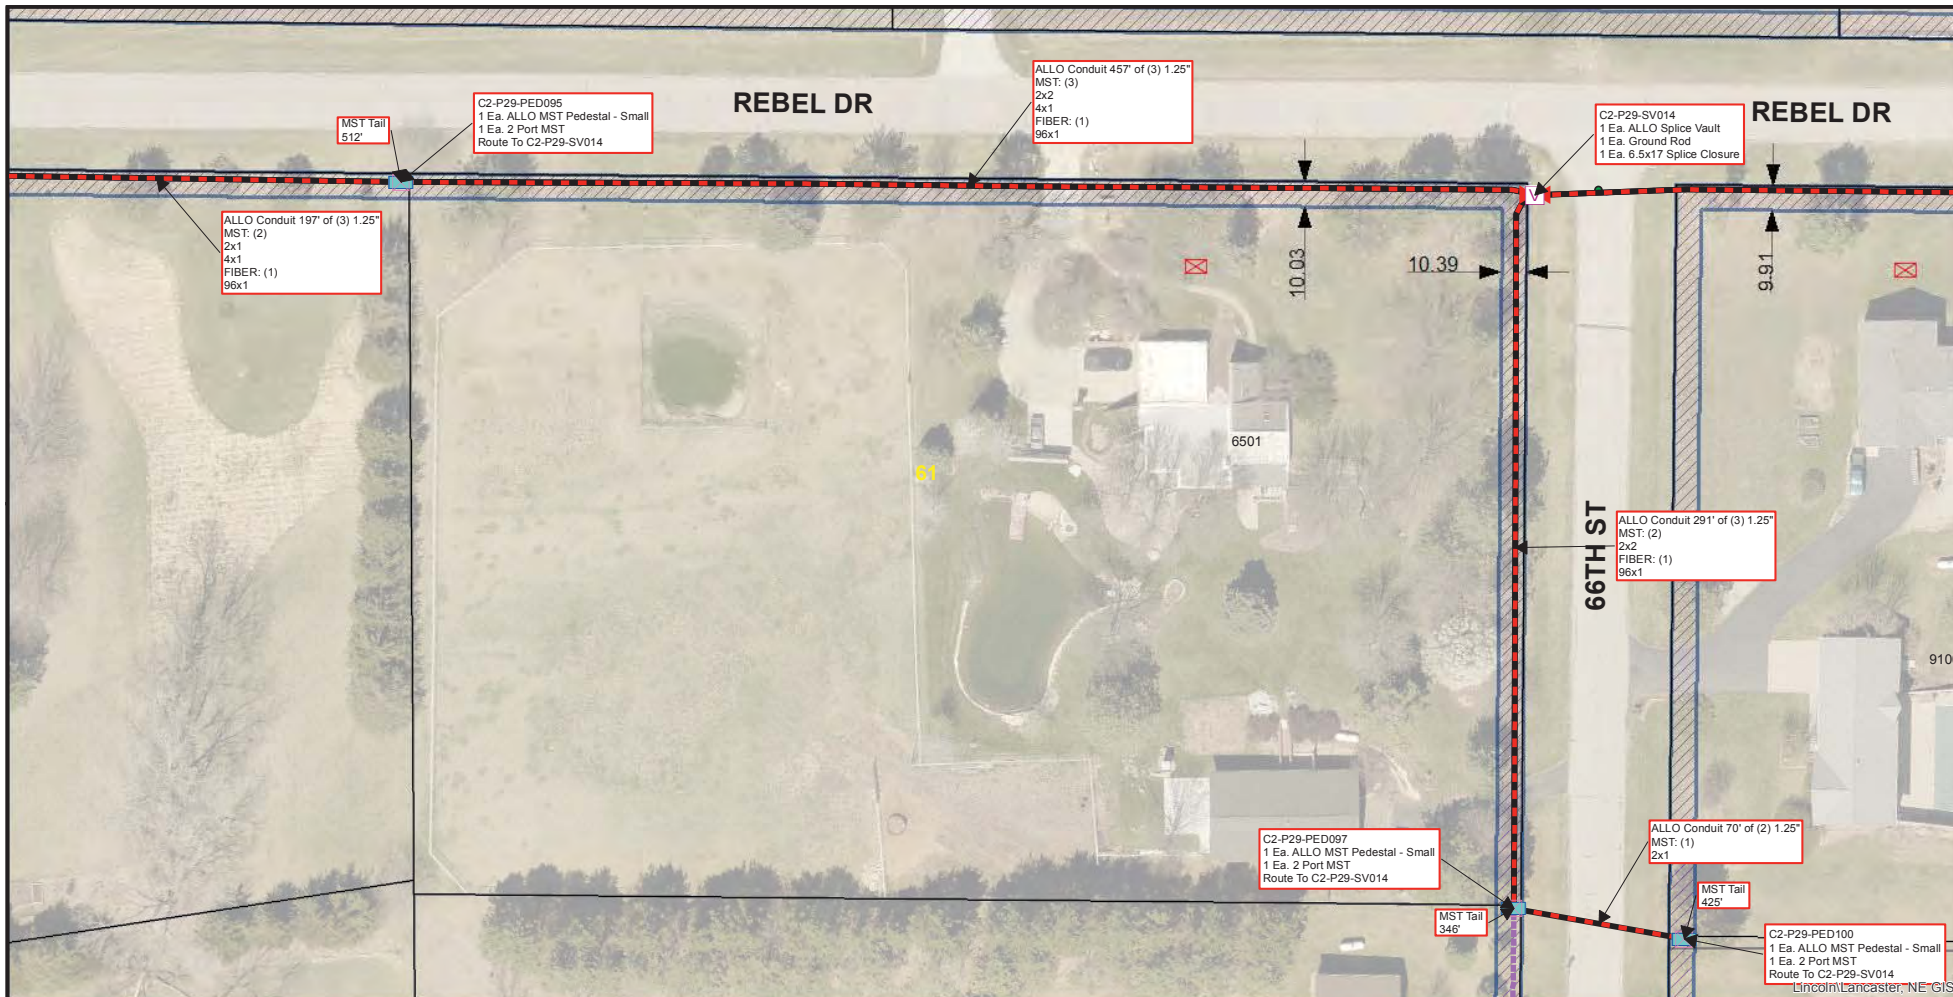 ALLO Conduit 457' of (3) 1.25"
MST: (3)
2x2
4x1
FIBER: (1)
96x1
REBEL DR
C2-P29-PED095
1 Ea. ALLO MST Pedestal - Small
1 Ea. 2 Port MST
Route To C2-P29-SV014
MST Tail
512'
C2-P29-SV014
1 Ea. ALLO Splice Vault
1 Ea. Ground Rod
1 Ea. 6.5x17 Splice Closure
REBEL DR
V
ALLO Conduit 197' of (3) 1.25"
MST: (2)
2x1
4x1
FIBER: (1)
96x1
10.03
10.39
9.91
6501
61
66TH ST
ALLO Conduit 291' of (3) 1.25"
MST: (2)
2x2
FIBER: (1)
96x1
910
C2-P29-PED097
1 Ea. ALLO MST Pedestal - Small
1 Ea. 2 Port MST
Route To C2-P29-SV014
ALLO Conduit 70' of (2) 1.25"
MST: (1)
2x1
MST Tail
346'
MST Tail
425'
C2-P29-PED100
1 Ea. ALLO MST Pedestal - Small
1 Ea. 2 Port MST
Route To C2-P29-SV014
Lincoln\Lancaster, NE GIS